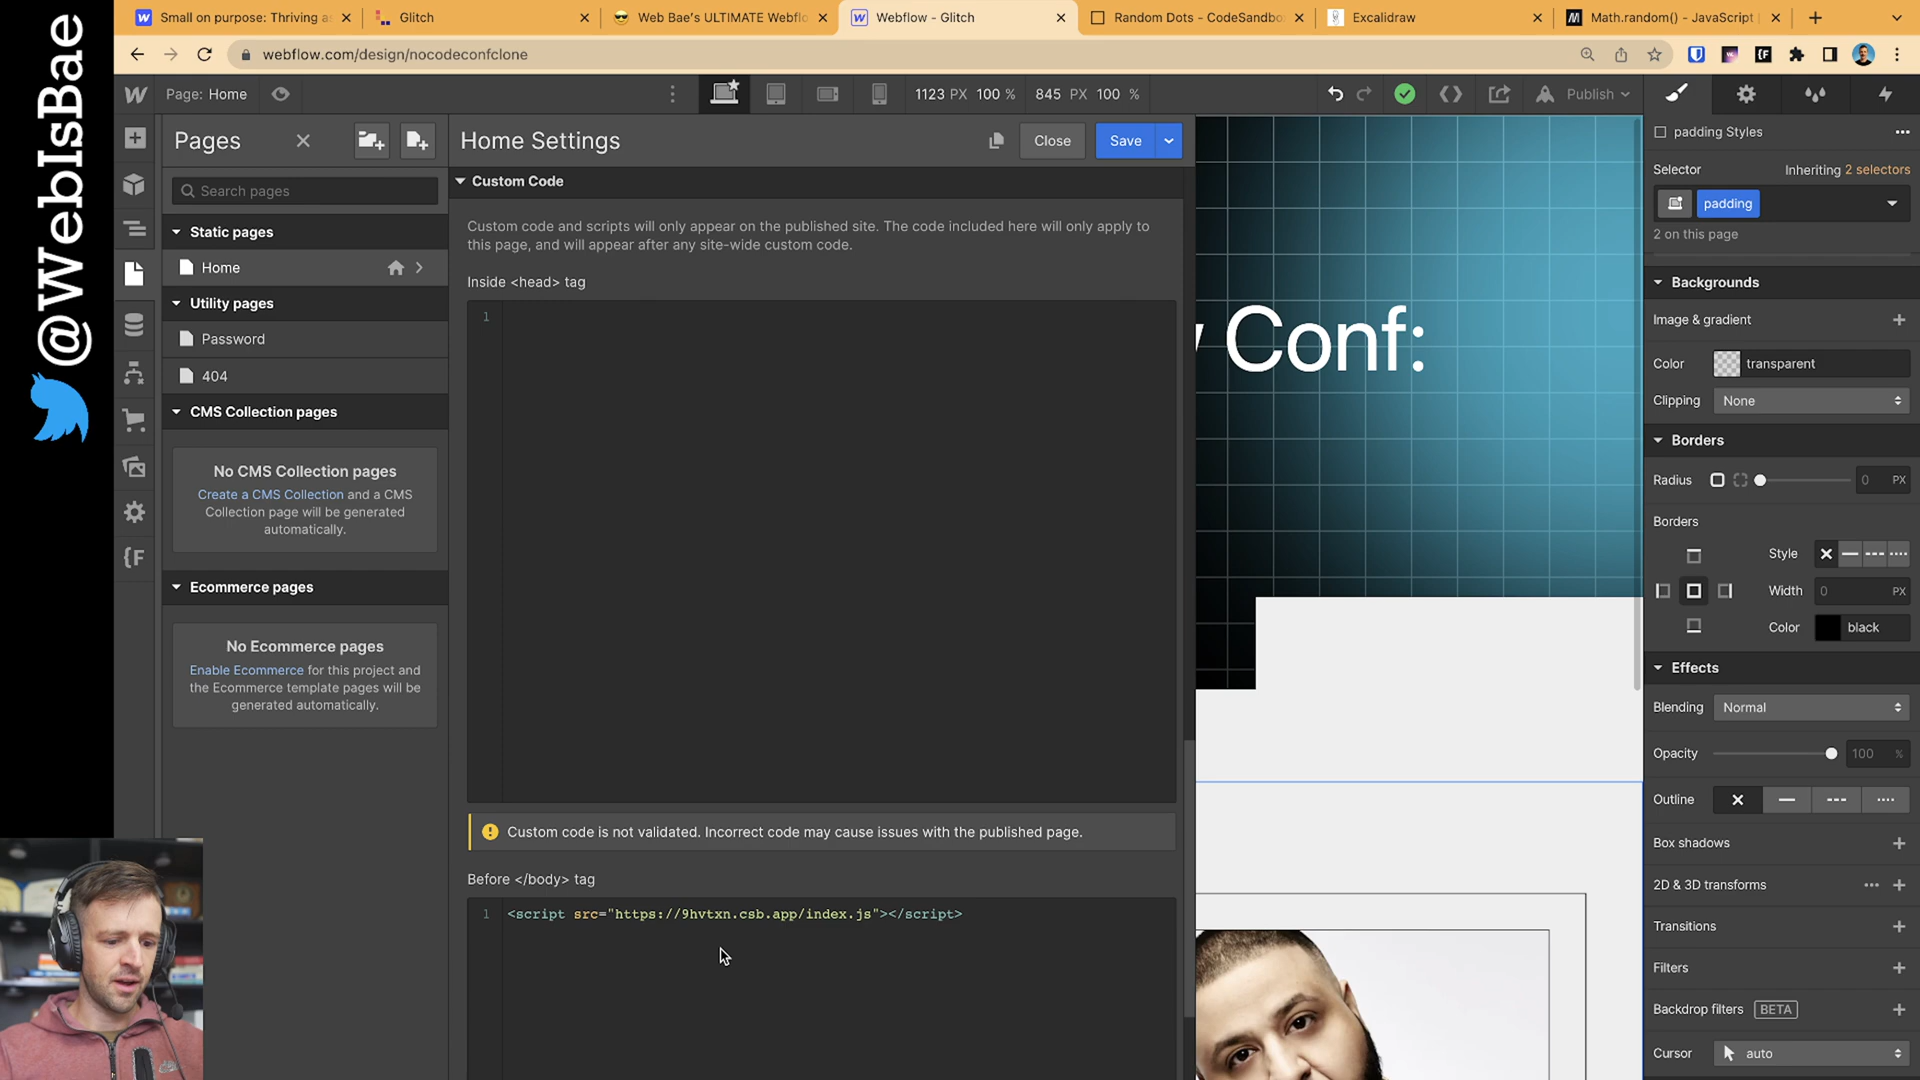 @WebIsBae
Small on purpose: Thriving as
Glitch
Web Bae's ULTIMATE Webflo
Webflow - Glitch
Random Dots - CodeSandbo
Excalidraw
Math.random() - JavaScript
webflow.com/design/nocodeconfclone
Page: Home
1123 PX 100 %
845 PX 100 %
Publish
Pages
Search pages
Static pages
Home
Utility pages
Password
404
CMS Collection pages
No CMS Collection pages
Create a CMS Collection and a CMS
Collection page will be generated
automatically.
Ecommerce pages
No Ecommerce pages
Enable Ecommerce for this project and
the Ecommerce template pages will be
generated automatically.
Home Settings
Close
Save
Custom Code
Custom code and scripts will only appear on the published site. The code included here will only apply to
this page, and will appear after any site-wide custom code.
Inside <head> tag
1
Custom code is not validated. Incorrect code may cause issues with the published page.
Before </body> tag
1 <script src="https://9hvtxn.csb.app/index.js"></script>
Conf:
padding Styles
Selector
Inheriting 2 selectors
padding
2 on this page
Backgrounds
Image & gradient
Color
transparent
Clipping
None
Borders
Radius
0 PX
Borders
Style
Width
0 PX
Color
black
Effects
Blending
Normal
Opacity
100 %
Outline
Box shadows
2D & 3D transforms
Transitions
Filters
Backdrop filters BETA
Cursor
auto